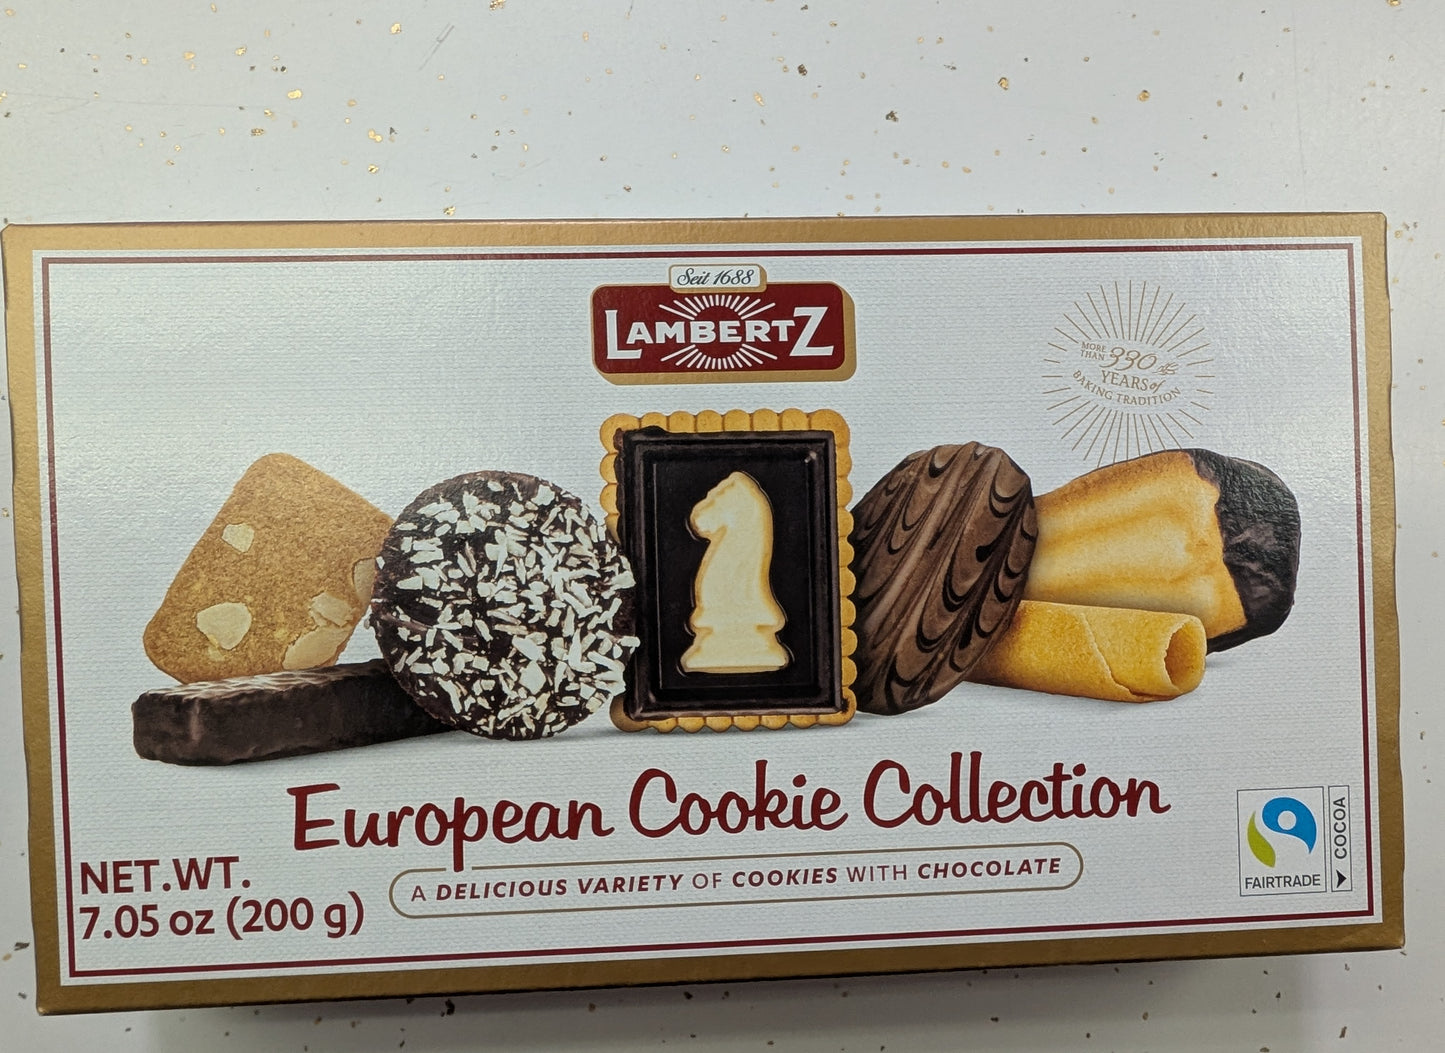 Seit 1688
LAMBERTZ
MORE
THAN 330
YEARS of
BAKING TRADITION
European Cookie Collection
A DELICIOUS VARIETY OF COOKIES WITH CHOCOLATE
NET.WT.
7.05 oz (200 g)
FAIRTRADE
COCOA